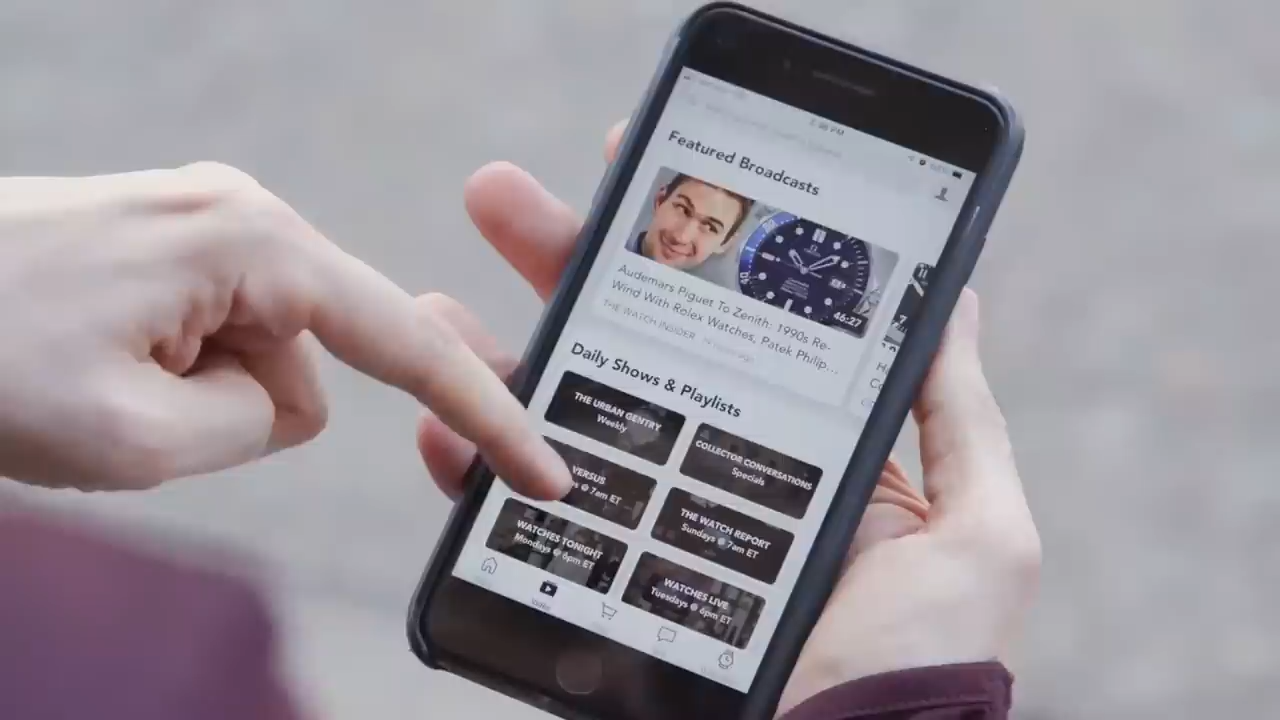 Featured Broadcasts
46:27
Audemars Piguet To Zenith: 1990s Re-
Wind With Rolex Watches, Patek Philip...
THE WATCH INSIDER
Daily Shows & Playlists
THE URBAN GENTRY
Weekly
COLLECTOR CONVERSATIONS
Specials
VERSUS
@ 7am ET
THE WATCH REPORT
Sundays @ 7am ET
WATCHES TONIGHT
Mondays @ 6pm ET
WATCHES LIVE
Tuesdays @ 6pm ET